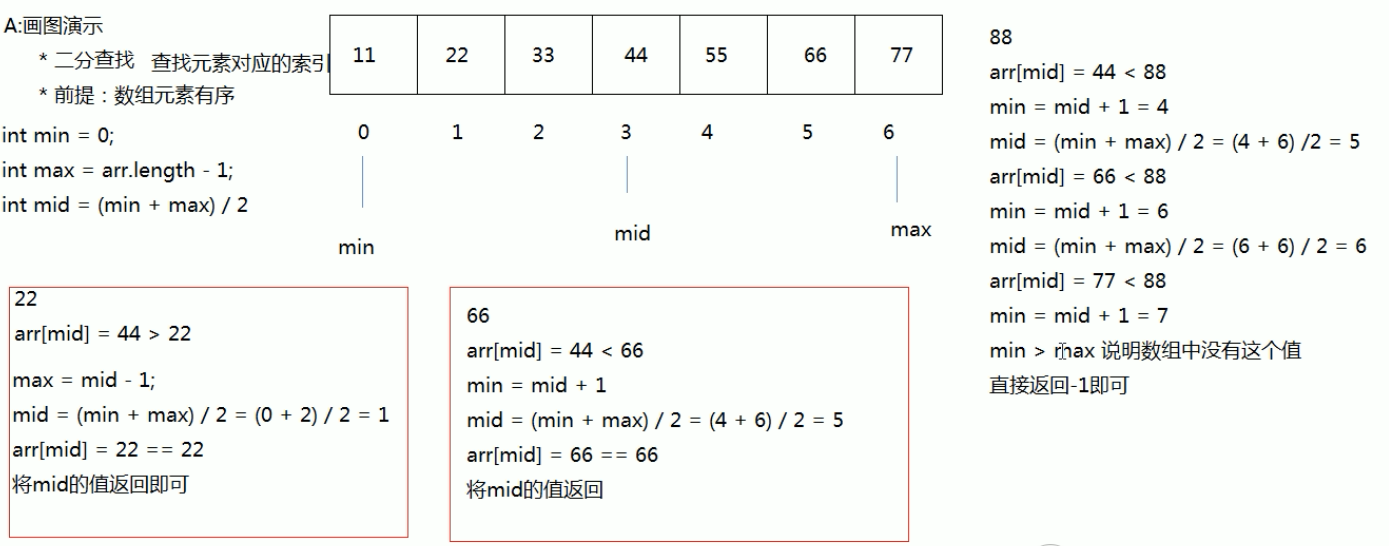 A:画图演示
* 二分查找 查找元素对应的索引
* 前提：数组元素有序
int min = 0;
int max = arr.length - 1;
int mid = (min + max) / 2
11 22 33 44 55 66 77
0 1 2 3 4 5 6
min mid max
22
arr[mid] = 44 > 22
max = mid - 1;
mid = (min + max) / 2 = (0 + 2) / 2 = 1
arr[mid] = 22 == 22
将mid的值返回即可
66
arr[mid] = 44 < 66
min = mid + 1
mid = (min + max) / 2 = (4 + 6) / 2 = 5
arr[mid] = 66 == 66
将mid的值返回
88
arr[mid] = 44 < 88
min = mid + 1 = 4
mid = (min + max) / 2 = (4 + 6) /2 = 5
arr[mid] = 66 < 88
min = mid + 1 = 6
mid = (min + max) / 2 = (6 + 6) / 2 = 6
arr[mid] = 77 < 88
min = mid + 1 = 7
min > max 说明数组中没有这个值
直接返回-1即可